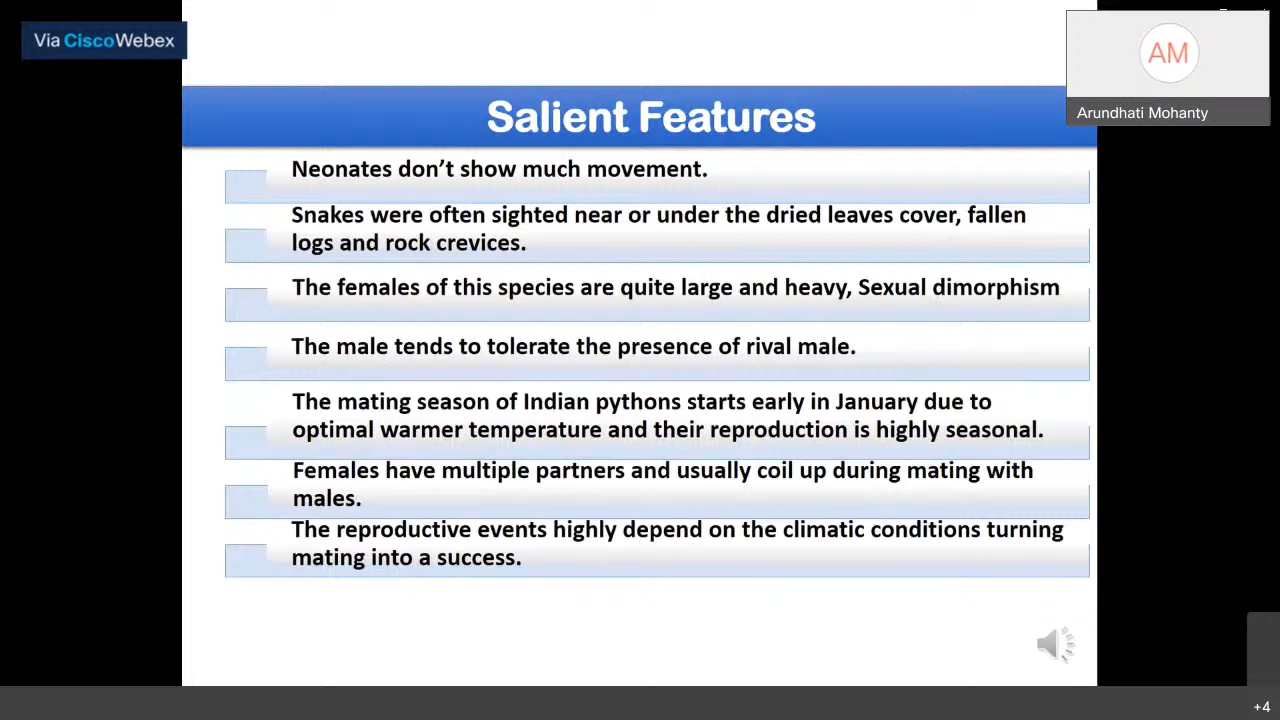 Via CiscoWebex
AM
Arundhati Mohanty
Salient Features
Neonates don’t show much movement.
Snakes were often sighted near or under the dried leaves cover, fallen
logs and rock crevices.
The females of this species are quite large and heavy, Sexual dimorphism
The male tends to tolerate the presence of rival male.
The mating season of Indian pythons starts early in January due to
optimal warmer temperature and their reproduction is highly seasonal.
Females have multiple partners and usually coil up during mating with
males.
The reproductive events highly depend on the climatic conditions turning
mating into a success.
+4